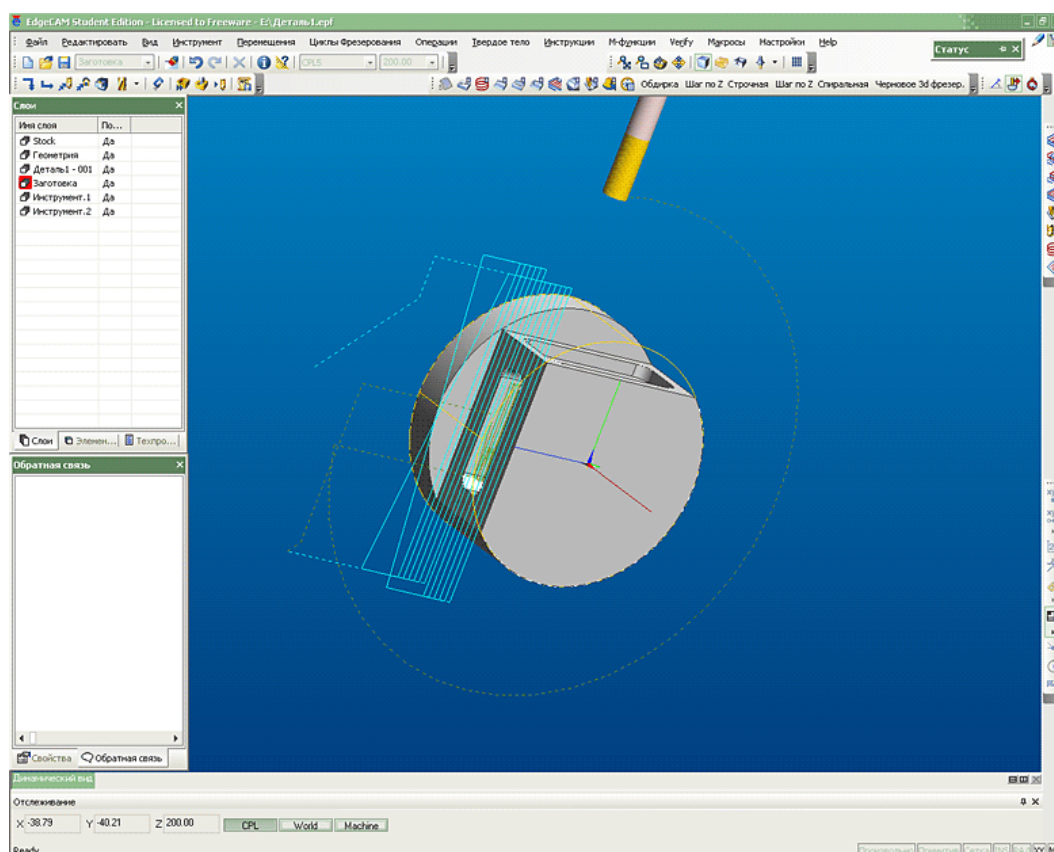 EdgeCAM Student Edition - Licensed to Freeware - E:\Деталь1.epf
Файл Редактировать Вид Инструмент Перемещения Циклы Фрезерования Операции Твердое тело Инструкции М-функции Verify Макросы Настройки Help
Статус
Заготовка CPLS 200.00
Обдирка Шаг по Z Строчная Шаг по Z Спиральная Черновое 3d фрезер.
Слои
Имя слоя По...
Stock Да
Геометрия Да
Деталь1 - 001 Да
Заготовка Да
Инструмент.1 Да
Инструмент.2 Да
Слои Элемен... Техпро...
Обратная связь
Свойства Обратная связь
Динамический вид
Отслеживание
X -38.79 Y -40.21 Z 200.00 CPL World Machine
Ready